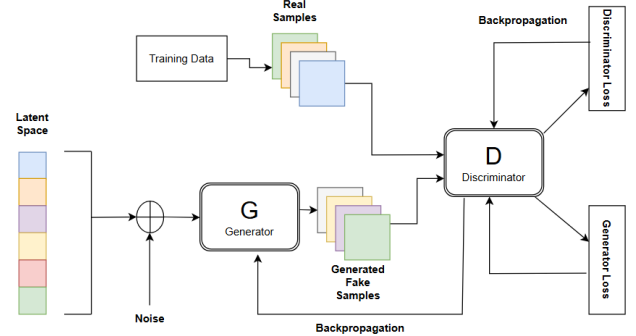 Real
Samples
Backpropagation
Discriminator Loss
Training Data
Latent
Space
D
Discriminator
G
Generator
Generator Loss
Generated
Fake
Samples
Noise
Backpropagation